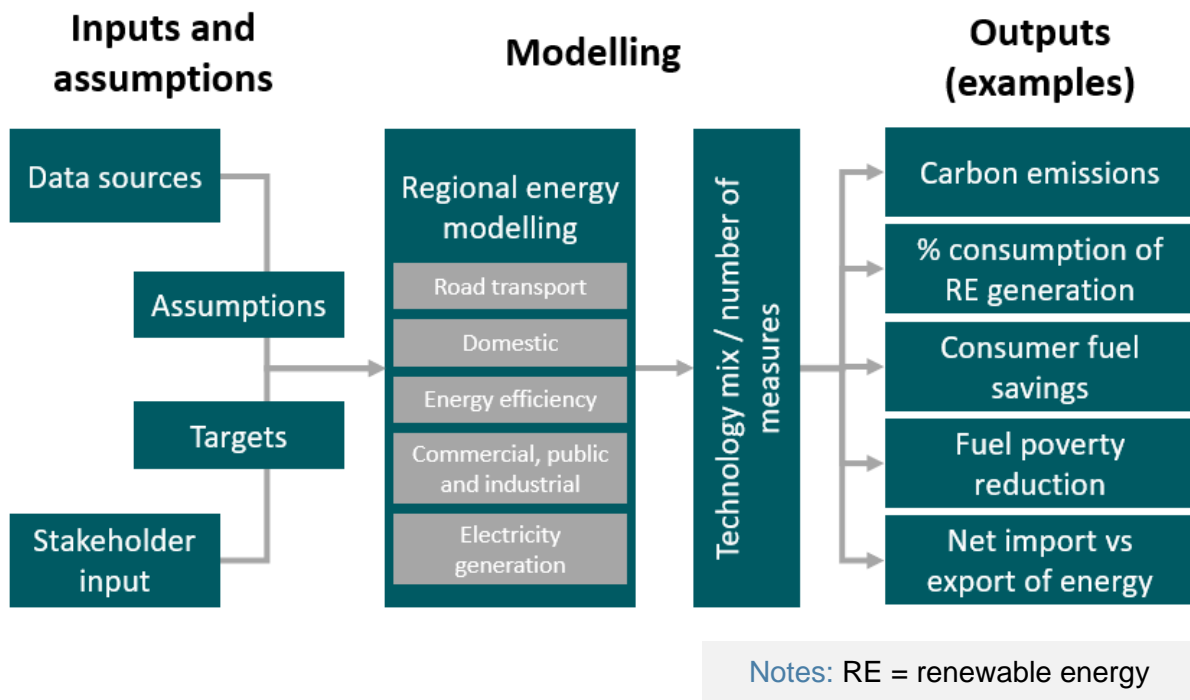 Inputs and
assumptions
Modelling
Outputs
(examples)
Data sources
Assumptions
Targets
Stakeholder
input
Regional energy
modelling
Road transport
Domestic
Energy efficiency
Commercial, public
and industrial
Electricity
generation
Technology mix / number of
measures
Carbon emissions
% consumption of
RE generation
Consumer fuel
savings
Fuel poverty
reduction
Net import vs
export of energy
Notes: RE = renewable energy